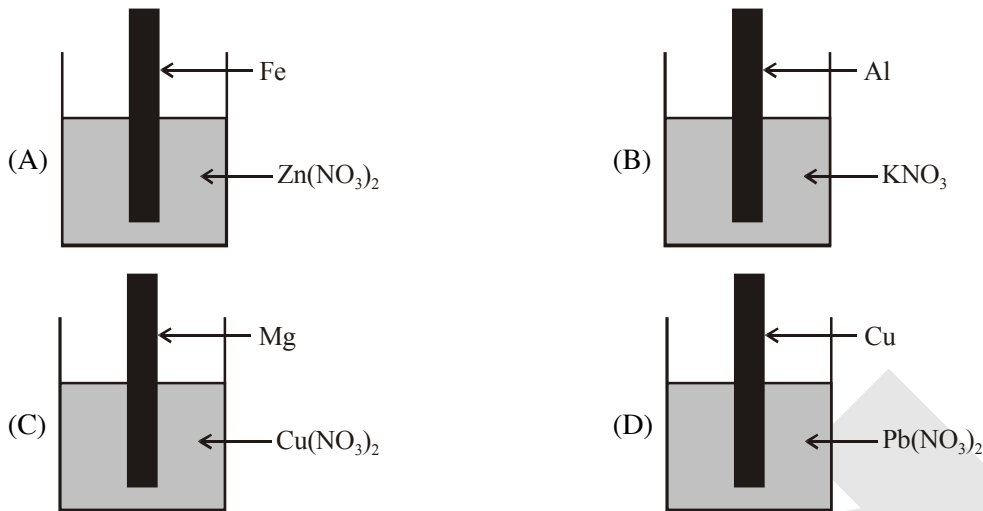 Fe
(A)
Zn(NO₃)₂
Al
(B)
KNO₃
Mg
(C)
Cu(NO₃)₂
Cu
(D)
Pb(NO₃)₂